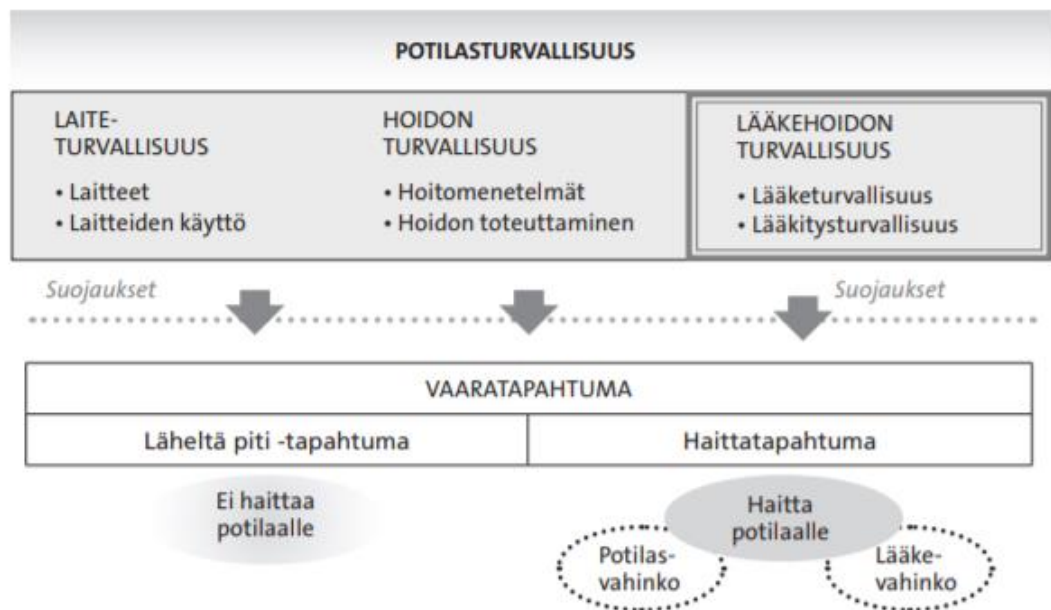 POTILASTURVALLISUUS
LAITE-
TURVALLISUUS
• Laitteet
• Laitteiden käyttö
HOIDON
TURVALLISUUS
• Hoitomenetelmät
• Hoidon toteuttaminen
LÄÄKEHOIDON
TURVALLISUUS
• Lääketurvallisuus
• Lääkitysturvallisuus
Suojaukset
Suojaukset
VAARATAPAHTUMA
Läheltä piti -tapahtuma
Haittatapahtuma
Ei haittaa
potilaalle
Haitta
potilaalle
Potilas-
vahinko
Lääke-
vahinko